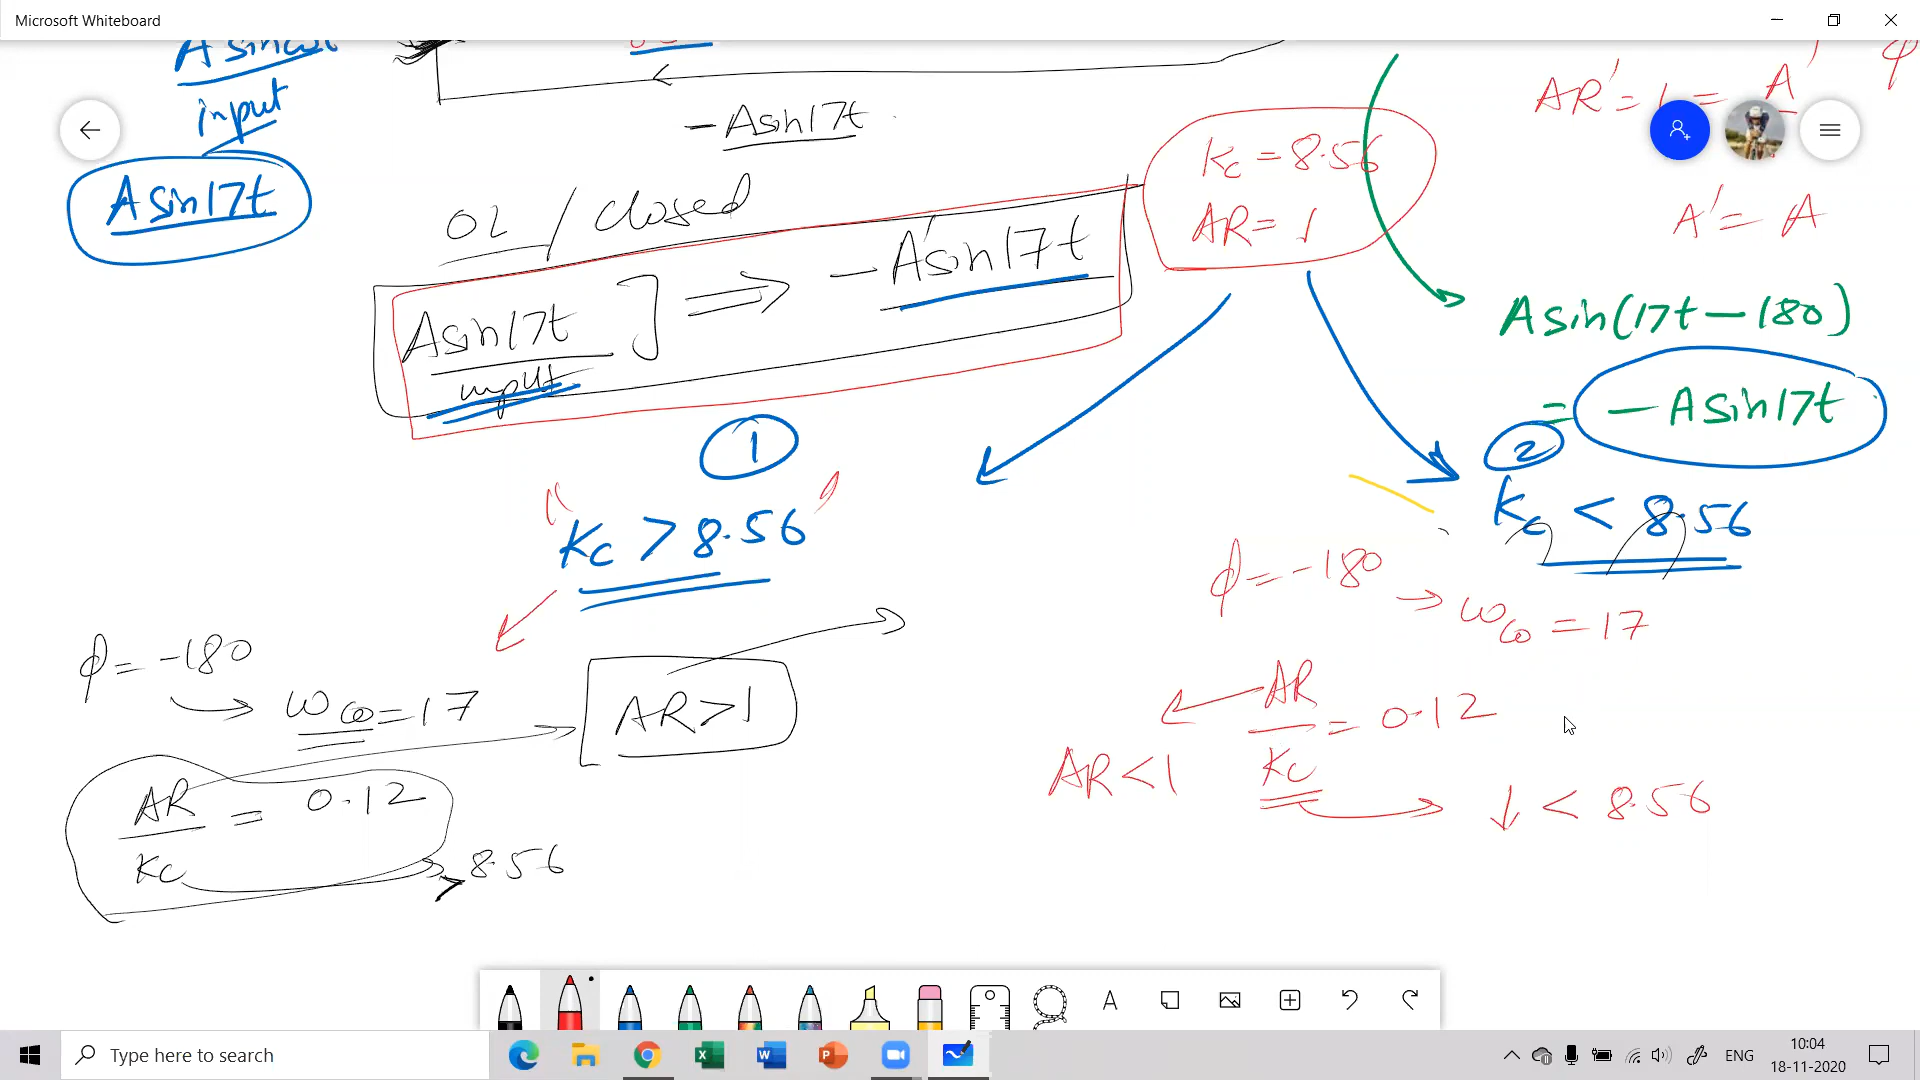 Microsoft Whiteboard
A sinωt
input
A sin17t
- Asin17t
OL / closed
Asin17t ] ⇒ - A'sin17t
input
Kc = 8.56
AR = 1
AR' = 1 = A'
φ
A' = A
A sin(17t - 180)
= - A sin17t
1
"Kc > 8.56"
2
Kc < 8.56
φ = -180
→ ωco = 17
AR > 1
AR/Kc = 0.12
> 8.56
φ = -180 → ωco = 17
AR/Kc = 0.12
AR < 1
↓ < 8.56
Type here to search
ENG
10:04
18-11-2020